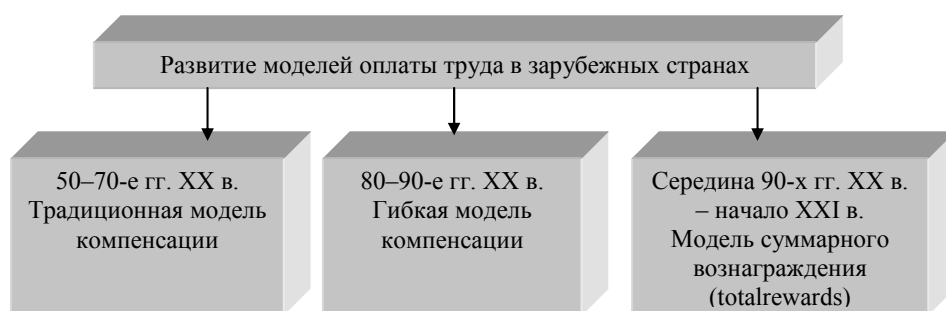 Развитие моделей оплаты труда в зарубежных странах
50–70-е гг. XX в.
Традиционная модель
компенсации
80–90-е гг. XX в.
Гибкая модель
компенсации
Середина 90-х гг. XX в.
– начало XXI в.
Модель суммарного
вознаграждения
(totalrewards)